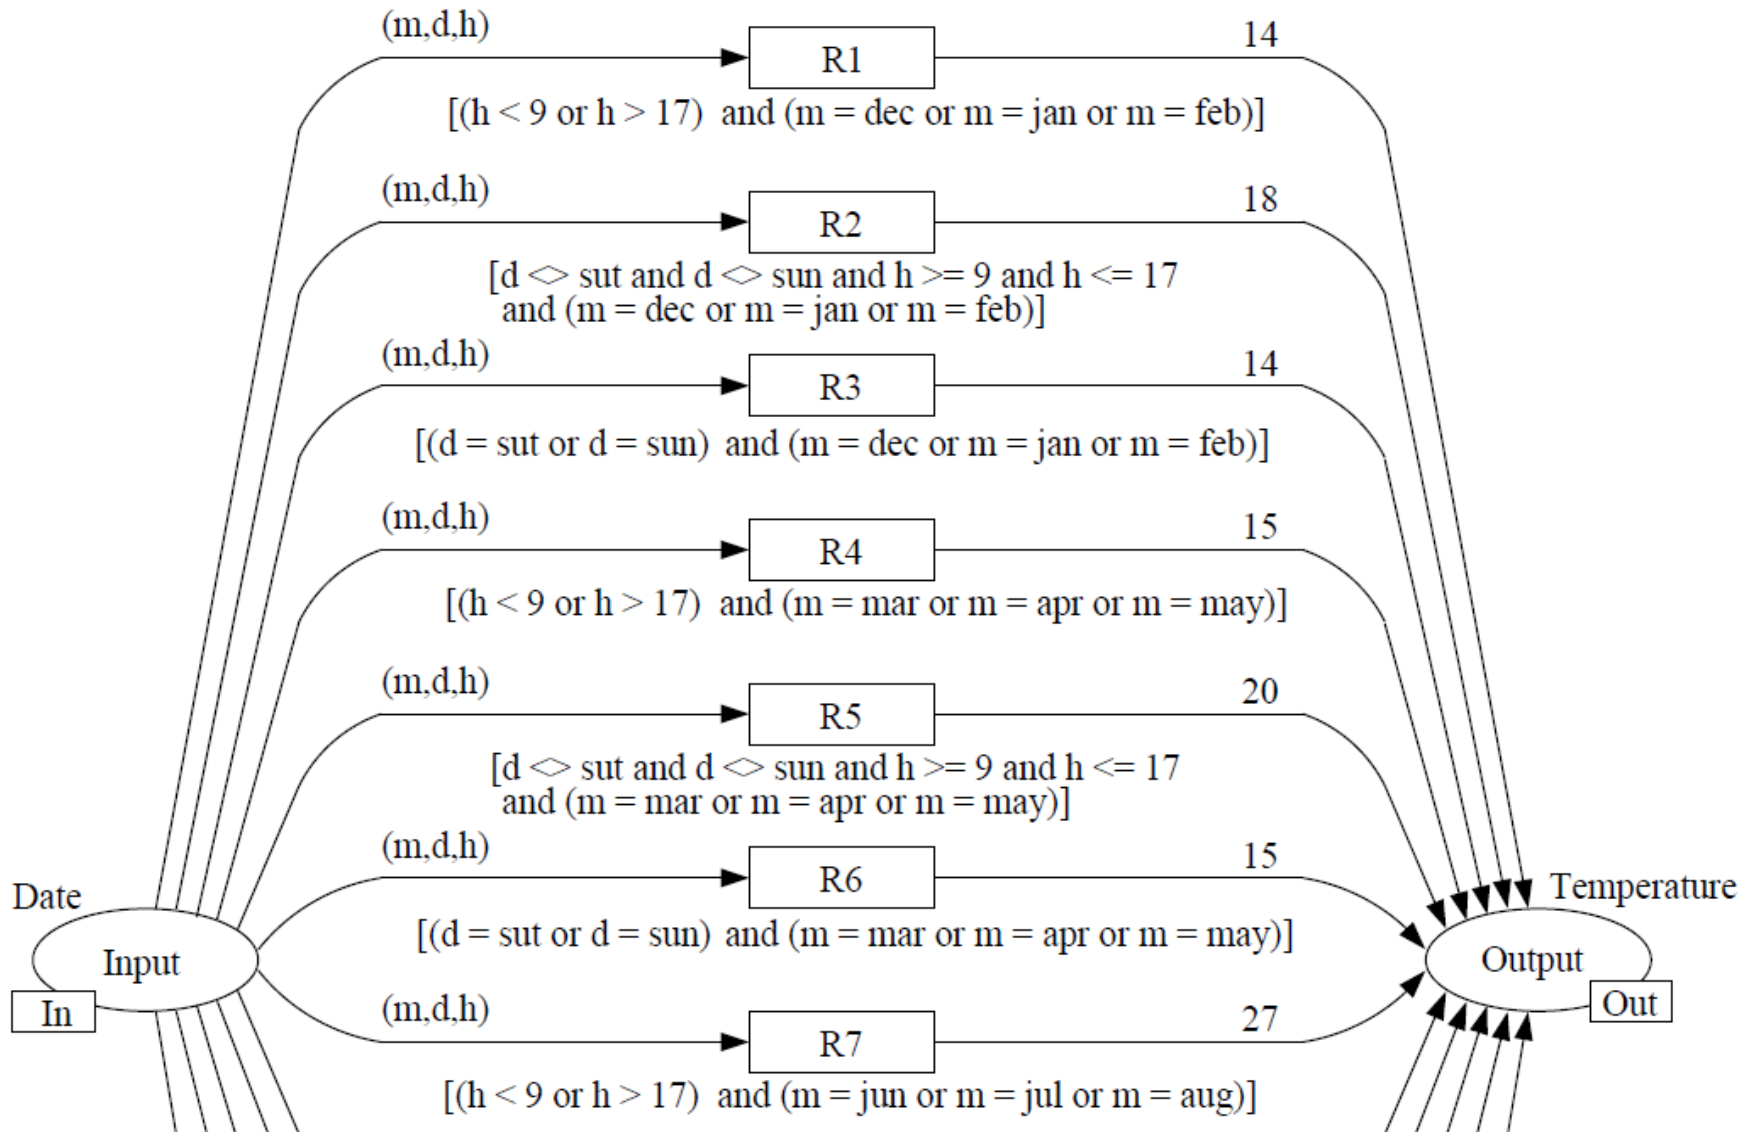 (m,d,h)
R1
14
[(h < 9 or h > 17) and (m = dec or m = jan or m = feb)]
(m,d,h)
R2
18
[d <> sut and d <> sun and h >= 9 and h <= 17
and (m = dec or m = jan or m = feb)]
(m,d,h)
R3
14
[(d = sut or d = sun) and (m = dec or m = jan or m = feb)]
(m,d,h)
R4
15
[(h < 9 or h > 17) and (m = mar or m = apr or m = may)]
(m,d,h)
R5
20
[d <> sut and d <> sun and h >= 9 and h <= 17
and (m = mar or m = apr or m = may)]
(m,d,h)
R6
15
[(d = sut or d = sun) and (m = mar or m = apr or m = may)]
Date
Input
In
Temperature
Output
Out
(m,d,h)
R7
27
[(h < 9 or h > 17) and (m = jun or m = jul or m = aug)]